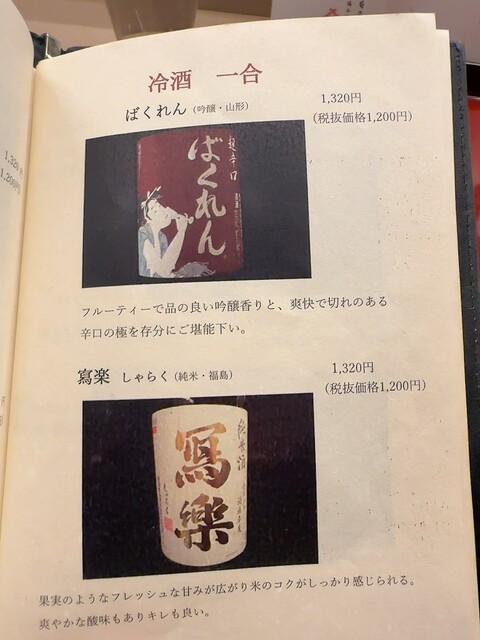 冷酒 一合
ばくれん（吟醸・山形）
1,320円
(税抜価格1,200円)
超辛口
ばくれん
フルーティーで品の良い吟醸香りと、爽快で切れのある
辛口の極を存分にご堪能下い。
寫楽 しゃらく（純米・福島）
1,320円
(税抜価格1,200円)
純米酒
寫樂
果実のようなフレッシュな甘みが広がり米のコクがしっかり感じられる。
爽やかな酸味もありキレも良い。